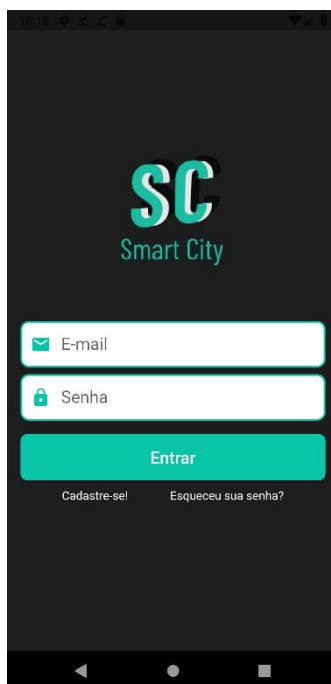 10:18
SC
Smart City
E-mail
Senha
Entrar
Cadastre-se! Esqueceu sua senha?